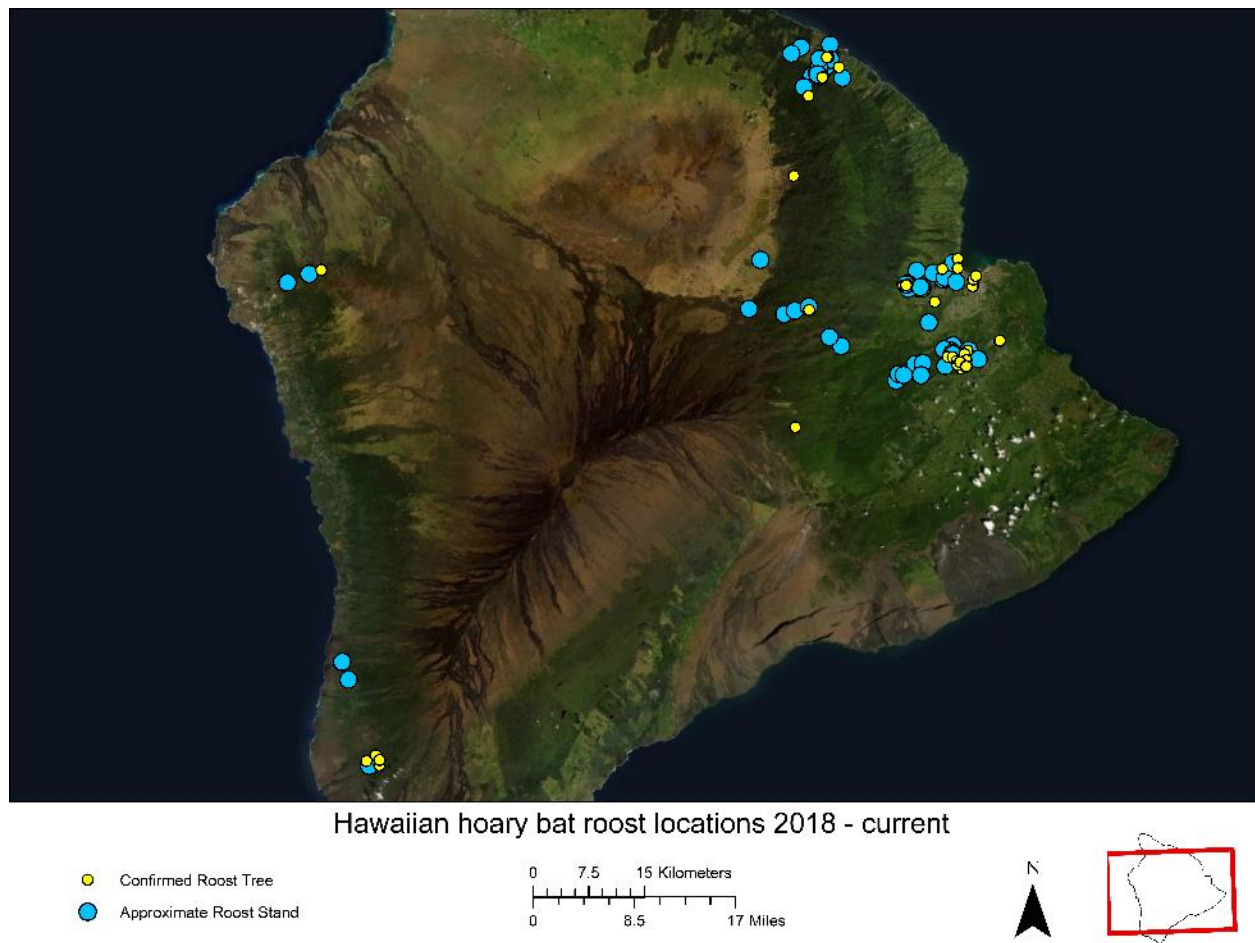 Hawaiian hoary bat roost locations 2018 - current
Confirmed Roost Tree
Approximate Roost Stand
0 7.5 15 Kilometers
0 8.5 17 Miles
N